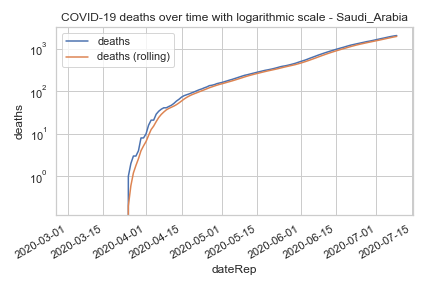 COVID-19 deaths over time with logarithmic scale - Saudi_Arabia
deaths
deaths (rolling)
10³
10²
10¹
10⁰
deaths
2020-03-01
2020-03-15
2020-04-01
2020-04-15
2020-05-01
2020-05-15
2020-06-01
2020-06-15
2020-07-01
2020-07-15
dateRep